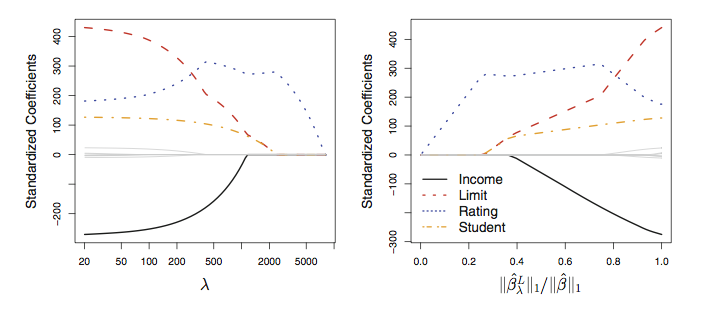 Standardized Coefficients
400
300
200
100
0
−200
20 50 100 200 500 2000 5000
λ
Standardized Coefficients
400
300
200
100
0
−100
−300
0.0 0.2 0.4 0.6 0.8 1.0
‖β̂λᴸ‖₁/‖β̂‖₁
Income
Limit
Rating
Student